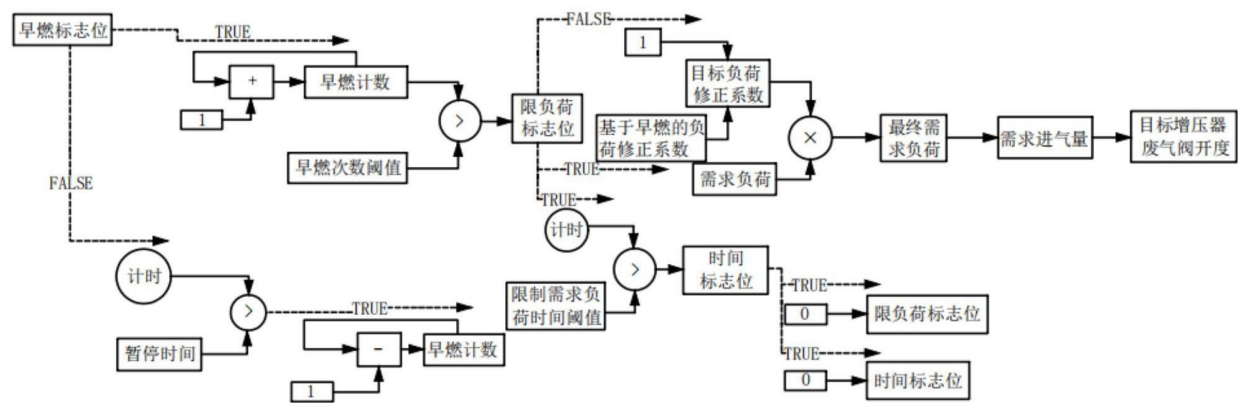 早燃标志位
TRUE
FALSE
1
+
早燃计数
1
早燃次数阈值
>
限负荷
标志位
目标负荷
修正系数
基于早燃的负
荷修正系数
TRUE
需求负荷
×
最终需
求负荷
需求进气量
目标增压器
废气阀开度
FALSE
TRUE
计时
计时
>
暂停时间
TRUE
-
早燃计数
1
限制需求负
荷时间阈值
>
时间
标志位
TRUE
0
限负荷标志位
TRUE
0
时间标志位